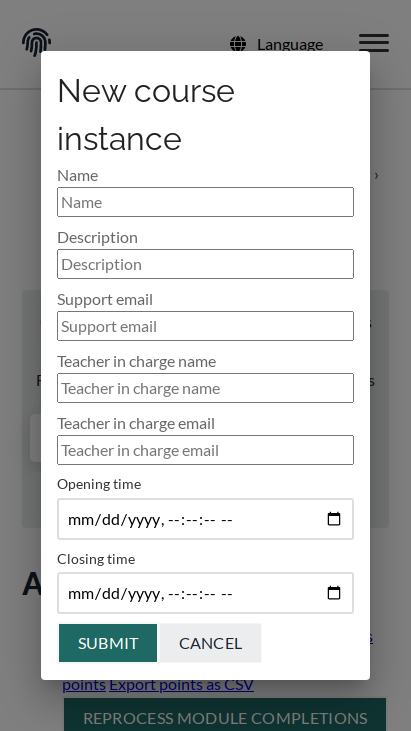 Language
New course
instance
Name
Name
Description
Description
Support email
Support email
Teacher in charge name
Teacher in charge name
Teacher in charge email
Teacher in charge email
Opening time
mm/dd/yyyy, --:--:-- --
Closing time
mm/dd/yyyy, --:--:-- --
SUBMIT
CANCEL
points Export points as CSV
REPROCESS MODULE COMPLETIONS